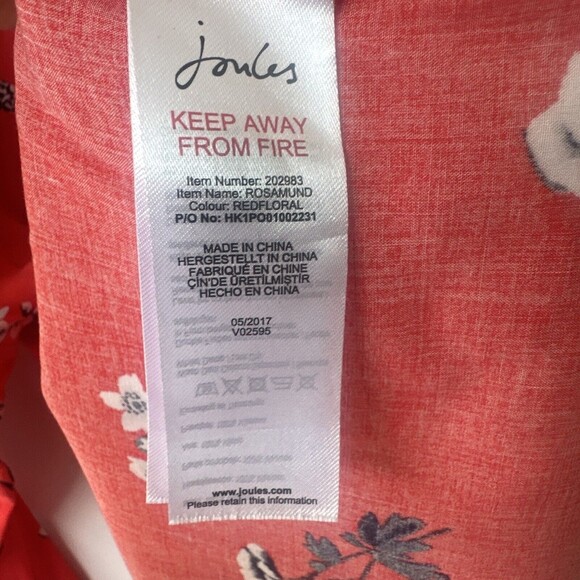 Joules
KEEP AWAY
FROM FIRE
Item Number: 202983
Item Name: ROSAMUND
Colour: REDFLORAL
P/O No: HK1PO01002231
MADE IN CHINA
HERGESTELLT IN CHINA
FABRIQUÉ EN CHINE
ÇİN'DE ÜRETİLMİŞTİR
HECHO EN CHINA
05/2017
V02595
www.joules.com
Please retain this information